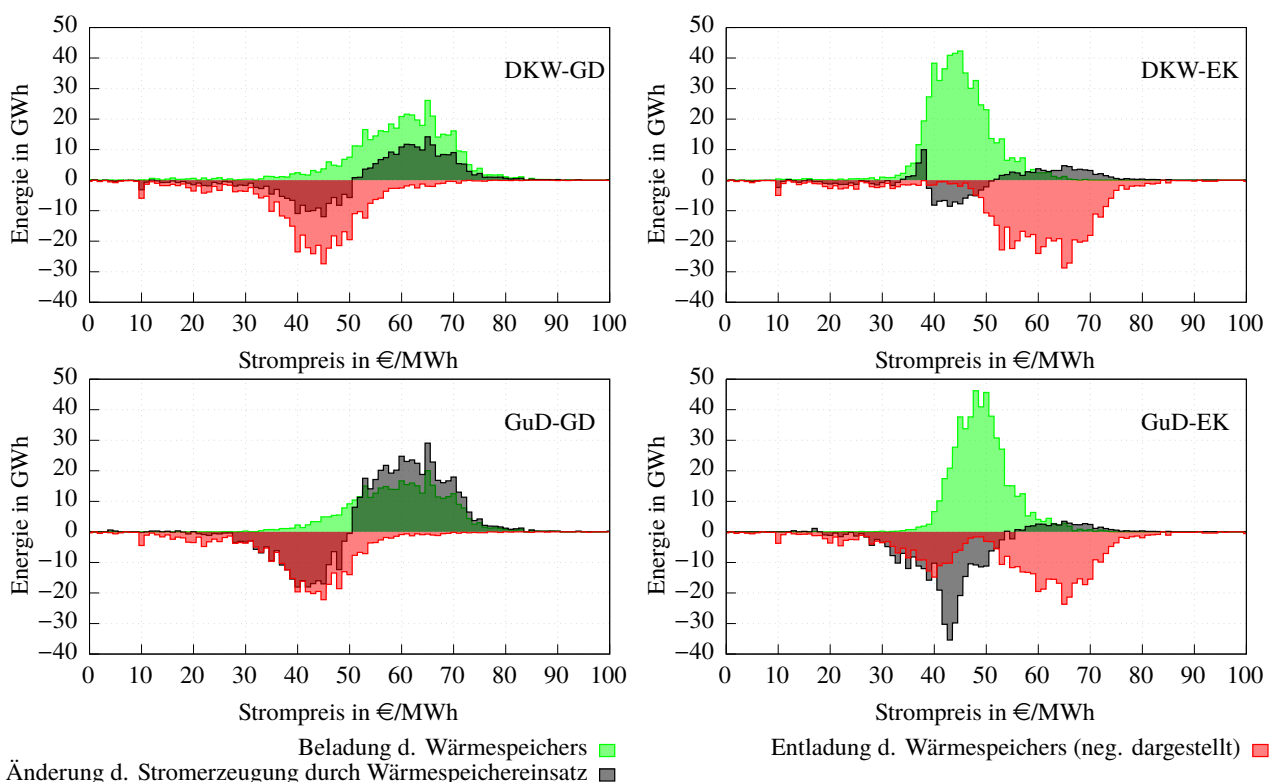 50
40
30
20
10
0
−10
−20
−30
−40
0 10 20 30 40 50 60 70 80 90 100
Energie in GWh
Strompreis in €/MWh
DKW-GD
50
40
30
20
10
0
−10
−20
−30
−40
0 10 20 30 40 50 60 70 80 90 100
Energie in GWh
Strompreis in €/MWh
DKW-EK
50
40
30
20
10
0
−10
−20
−30
−40
0 10 20 30 40 50 60 70 80 90 100
Energie in GWh
Strompreis in €/MWh
GuD-GD
50
40
30
20
10
0
−10
−20
−30
−40
0 10 20 30 40 50 60 70 80 90 100
Energie in GWh
Strompreis in €/MWh
GuD-EK
Beladung d. Wärmespeichers
Änderung d. Stromerzeugung durch Wärmespeichereinsatz
Entladung d. Wärmespeichers (neg. dargestellt)